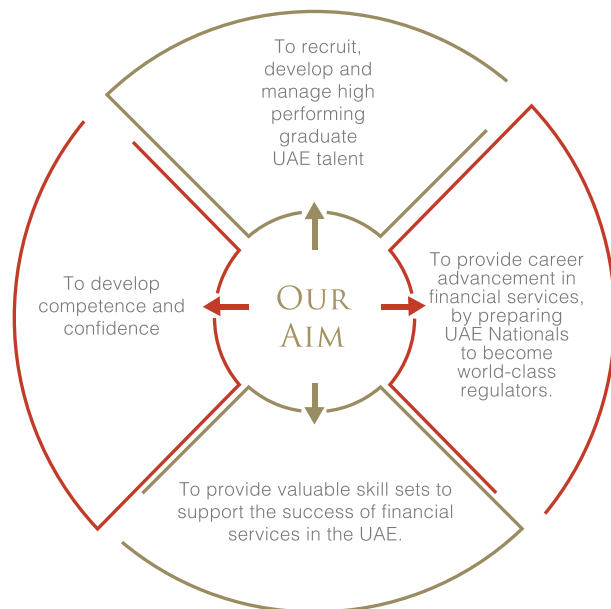 To recruit,
develop and
manage high
performing
graduate
UAE talent
To develop
competence and
confidence
OUR
AIM
To provide career
advancement in
financial services,
by preparing
UAE Nationals
to become
world-class
regulators.
To provide valuable skill sets to
support the success of financial
services in the UAE.